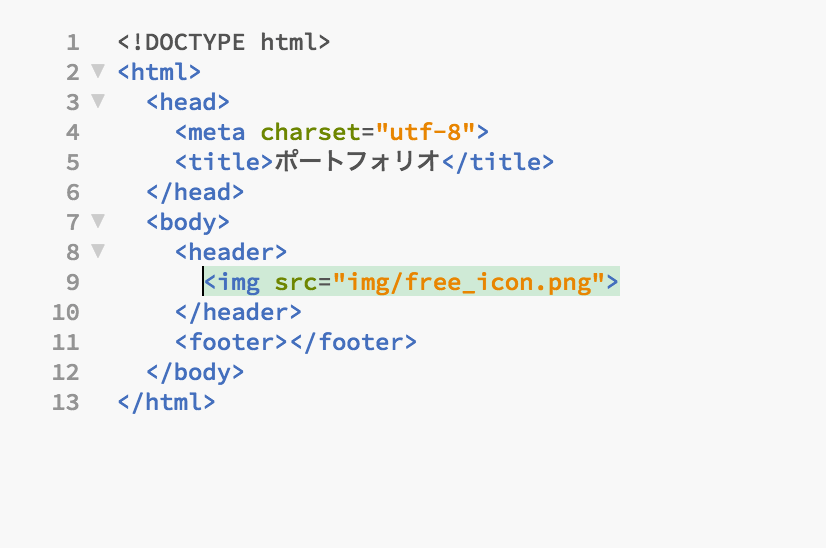 1 <!DOCTYPE html>
2 <html>
3 <head>
4 <meta charset="utf-8">
5 <title>ポートフォリオ</title>
6 </head>
7 <body>
8 <header>
9 <img src="img/free_icon.png">
10 </header>
11 <footer></footer>
12 </body>
13 </html>